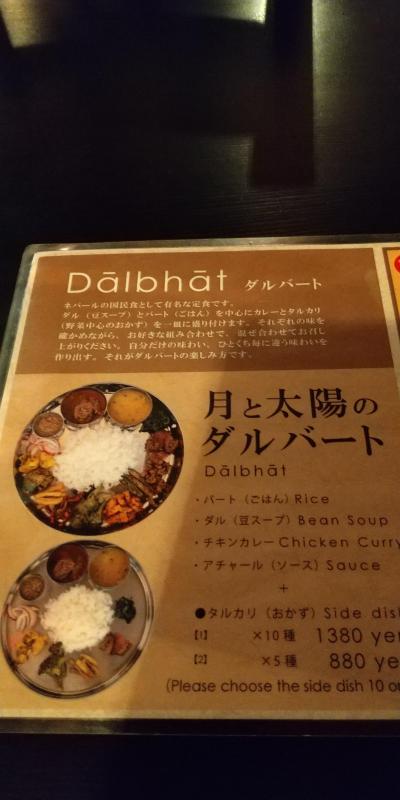 Dālbhāt ダルバート
ネパールの国民食として有名な定食です。
ダル（豆スープ）とバート（ごはん）を中心にカレーとタルカリ
（野菜中心のおかず）を一皿に盛り付けます。それぞれの味を
確かめながら、お好きな組み合わせで、混ぜ合わせてお召し
上がりください。自分だけの味わい、ひとくち毎に違う味わいを
作り出す。それがダルバートの楽しみ方です。
月と太陽の
ダルバート
Dālbhāt
・バート（ごはん）Rice
・ダル（豆スープ）Bean Soup
・チキンカレー Chicken Curry
・アチャール（ソース）Sauce
+
●タルカリ（おかず）Side dish
【1】 ×10種 1380 yen
【2】 ×5種 880 ye
(Please choose the side dish 10 o